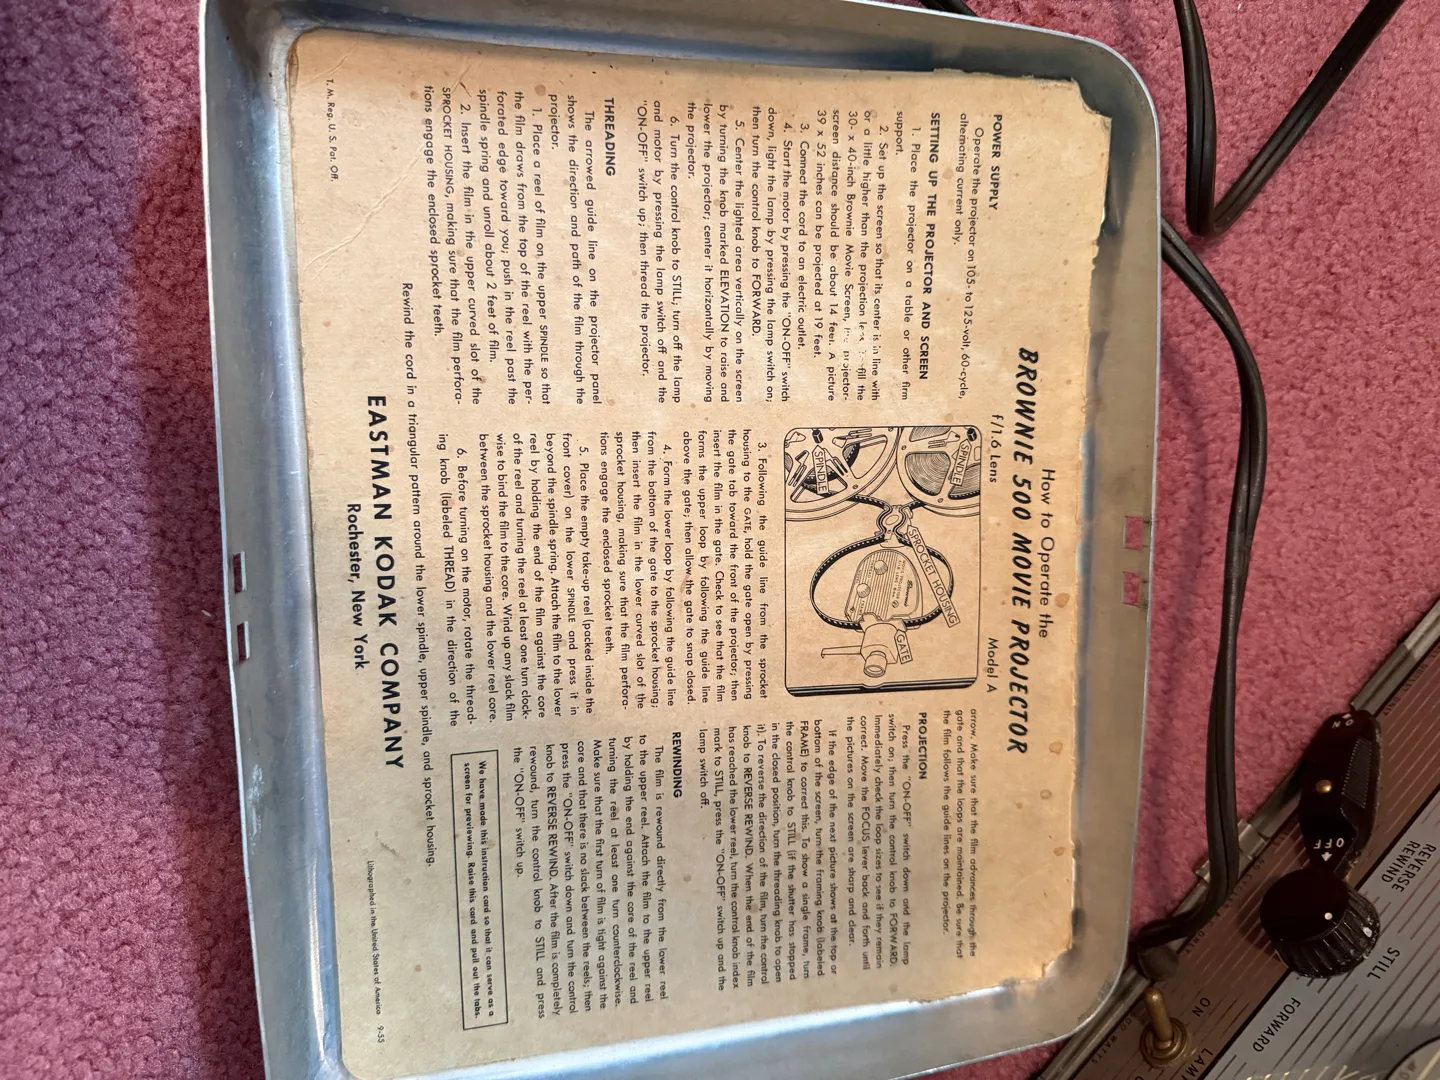 How to Operate the
BROWNIE 500 MOVIE PROJECTOR
f/1.6 Lens Model A
POWER SUPPLY
Operate the projector on 105- to 125-volt, 60-cycle,
alternating current only.
SETTING UP THE PROJECTOR AND SCREEN
1. Place the projector on a table or other firm
support.
2. Set up the screen so that its center is in line with
or a little higher than the projection lens fill the
30- x 40-inch Brownie Movie Screen, projector-
screen distance should be about 14 feet. A picture
39 x 52 inches can be projected at 19 feet.
3. Connect the cord to an electric outlet.
4. Start the motor by pressing the "ON-OFF" switch
down, light the lamp by pressing the lamp switch on;
then turn the control knob to FORWARD.
5. Center the lighted area vertically on the screen
by turning the knob marked ELEVATION to raise and
lower the projector; center it horizontally by moving
the projector.
6. Turn the control knob to STILL; turn off the lamp
and motor by pressing the lamp switch off and the
"ON-OFF" switch up; then thread the projector.
THREADING
The arrowed guide line on the projector panel
shows the direction and path of the film through the
projector.
1. Place a reel of film on the upper SPINDLE so that
the film draws from the top of the reel with the per-
forated edge toward you; push in the reel past the
spindle spring and unroll about 2 feet of film.
2. Insert the film in the upper curved slot of the
SPROCKET HOUSING, making sure that the film perfora-
tions engage the enclosed sprocket teeth.
SPINDLE
SPINDLE
SPROCKET HOUSING
GATE
3. Following the guide line from the sprocket
housing to the GATE, hold the gate open by pressing
the gate tab toward the front of the projector; then
insert the film in the gate. Check to see that the film
forms the upper loop by following the guide line
above the gate; then allow the gate to snap closed.
4. Form the lower loop by following the guide line
from the bottom of the gate to the sprocket housing;
then insert the film in the lower curved slot of the
sprocket housing, making sure that the film perfora-
tions engage the enclosed sprocket teeth.
5. Place the empty take-up reel (packed inside the
front cover) on the lower SPINDLE and press it in
beyond the spindle spring. Attach the film to the lower
reel by holding the end of the film against the core
of the reel and turning the reel at least one turn clock-
wise to bind the film to the core. Wind up any slack film
between the sprocket housing and the lower reel core.
6. Before turning on the motor, rotate the thread-
ing knob (labeled THREAD) in the direction of the
arrow. Make sure that the film advances through the
gate and that the loops are maintained. Be sure that
the film follows the guide lines on the projector.
PROJECTION
Press the "ON-OFF" switch down and the lamp
switch on; then turn the control knob to FORWARD.
Immediately check the loop sizes to see if they remain
correct. Move the FOCUS lever back and forth until
the pictures on the screen are sharp and clear.
If the edge of the next picture shows at the top or
bottom of the screen, turn the framing knob (labeled
FRAME) to correct this. To show a single frame, turn
the control knob to STILL (if the shutter has stopped
in the closed position, turn the threading knob to open
it). To reverse the direction of the film, turn the control
knob to REVERSE REWIND. When the end of the film
has reached the lower reel, turn the control knob index
mark to STILL, press the "ON-OFF" switch up and the
lamp switch off.
REWINDING
The film is rewound directly from the lower reel
to the upper reel. Attach the film to the upper reel
by holding the end against the core of the reel and
turning the reel at least one turn counterclockwise.
Make sure that the first turn of film is tight against the
core and that there is no slack between the reels; then
press the "ON-OFF" switch down and turn the control
knob to REVERSE REWIND. After the film is completely
rewound, turn the control knob to STILL and press
the "ON-OFF" switch up.
We have made this instruction card so that it can serve as a
screen for previewing. Raise this card and pull out the tabs.
Rewind the cord in a triangular pattern around the lower spindle, upper spindle, and sprocket housing.
EASTMAN KODAK COMPANY
Rochester, New York
T. M. Reg. U. S. Pat. Off.
Lithographed in the United States of America 9-55
OFF
REVERSE
REWIND
STILL
FORWARD
ON